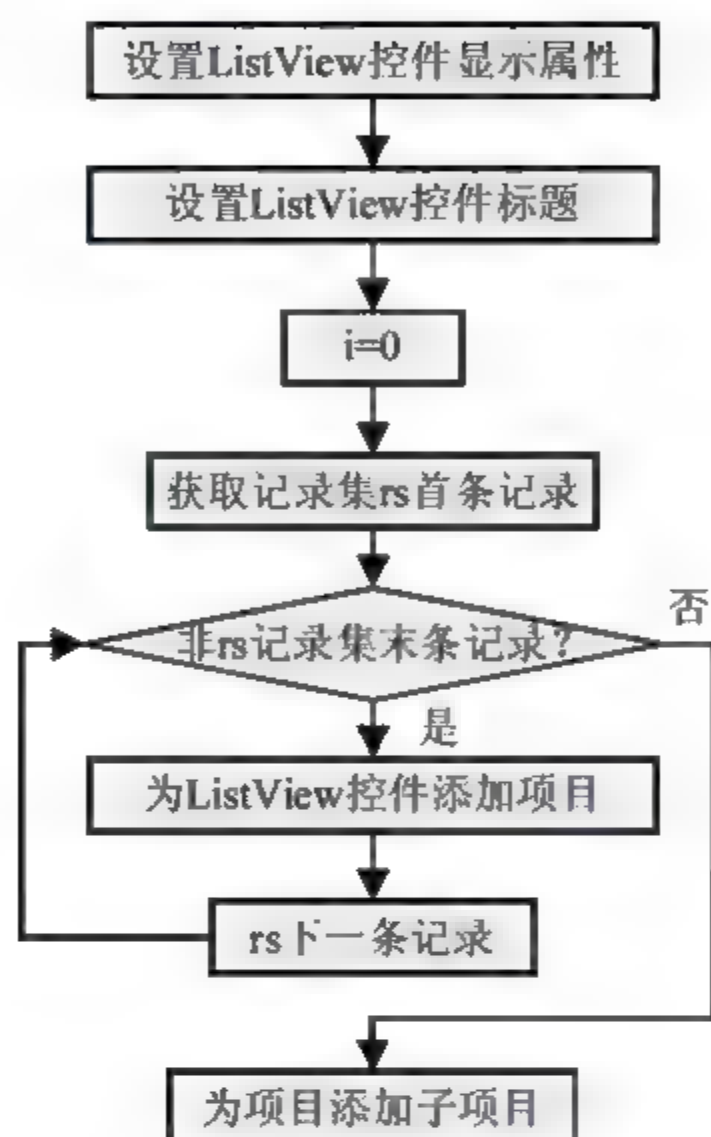 设置ListView控件显示属性
设置ListView控件标题
i=0
获取记录集rs首条记录
否
非rs记录集末条记录?
是
为ListView控件添加项目
rs下一条记录
为项目添加子项目